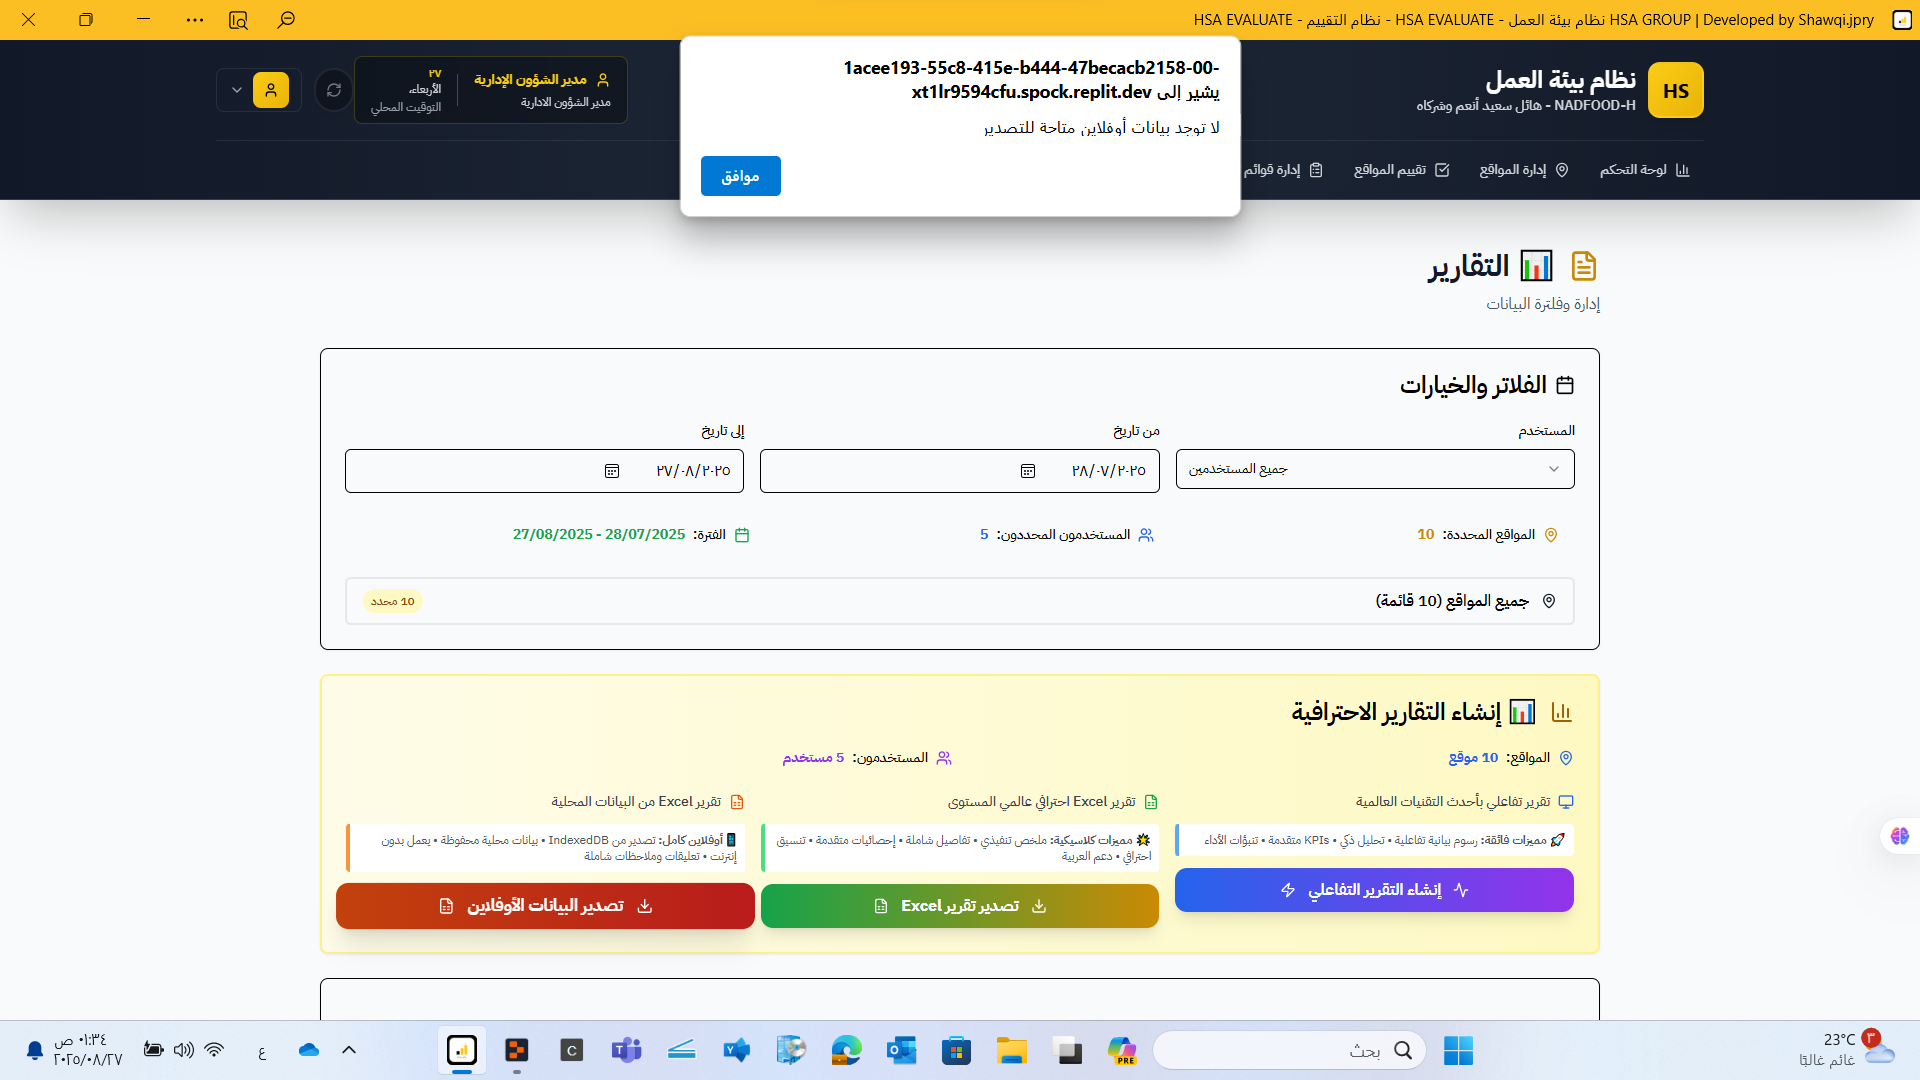 HSA EVALUATE - نظام التقييم - HSA EVALUATE - نظام بيئة العمل HSA GROUP | Developed by Shawqi.jpry
1acee193-55c8-415e-b444-47becacb2158-00-
xt1lr9594cfu.spock.replit.dev يشير إلى
لا توجد بيانات أوفلاين متاحة للتصدير
موافق
HS
نظام بيئة العمل
NADFOOD-H - هائل سعيد أنعم وشركاه
مدير الشؤون الإدارية
مدير الشؤون الادارية
٢٧
الأربعاء،
التوقيت المحلي
لوحة التحكم
إدارة المواقع
تقييم المواقع
إدارة قوائم
📊 التقارير
إدارة وفلترة البيانات
الفلاتر والخيارات
المستخدم
من تاريخ
إلى تاريخ
جميع المستخدمين
٢٨/٠٧/٢٠٢٥
٢٧/٠٨/٢٠٢٥
المواقع المحددة: 10
المستخدمون المحددون: 5
الفترة: 28/07/2025 - 27/08/2025
جميع المواقع (10 قائمة)
10 محدد
📊 إنشاء التقارير الاحترافية
المواقع: 10 موقع
المستخدمون: 5 مستخدم
تقرير تفاعلي بأحدث التقنيات العالمية
🚀 مميزات فائقة: رسوم بيانية تفاعلية • تحليل ذكي • KPIs متقدمة • تنبؤات الأداء
إنشاء التقرير التفاعلي
تقرير Excel احترافي عالمي المستوى
🌟 مميزات كلاسيكية: ملخص تنفيذي • تفاصيل شاملة • إحصائيات متقدمة • تنسيق
احترافي • دعم العربية
تصدير تقرير Excel
تقرير Excel من البيانات المحلية
📱 أوفلاين كامل: تصدير من IndexedDB • بيانات محلية محفوظة • يعمل بدون
إنترنت • تعليقات وملاحظات شاملة
تصدير البيانات الأوفلاين
٠١:٣٤ ص
٢٠٢٥/٠٨/٢٧
ع
C
PRE
بحث
23°C
غائم غالبًا
٣